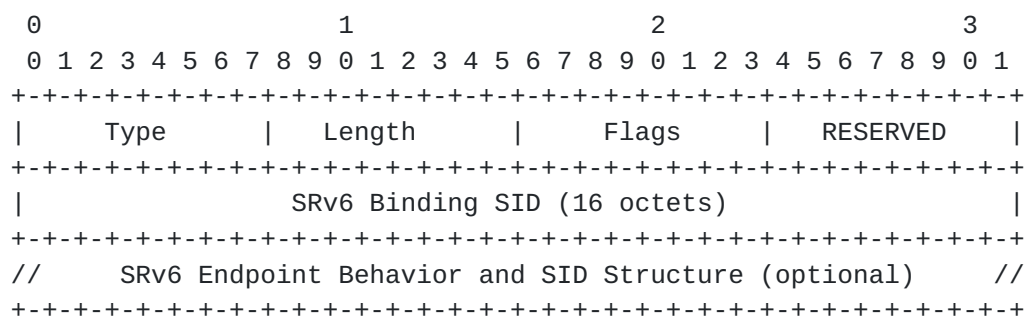 0                   1                   2                   3
 0 1 2 3 4 5 6 7 8 9 0 1 2 3 4 5 6 7 8 9 0 1 2 3 4 5 6 7 8 9 0 1
+-+-+-+-+-+-+-+-+-+-+-+-+-+-+-+-+-+-+-+-+-+-+-+-+-+-+-+-+-+-+-+-+
|     Type      |   Length      |     Flags     |   RESERVED    |
+-+-+-+-+-+-+-+-+-+-+-+-+-+-+-+-+-+-+-+-+-+-+-+-+-+-+-+-+-+-+-+-+
|                 SRv6 Binding SID (16 octets)                  |
+-+-+-+-+-+-+-+-+-+-+-+-+-+-+-+-+-+-+-+-+-+-+-+-+-+-+-+-+-+-+-+-+
//     SRv6 Endpoint Behavior and SID Structure (optional)     //
+-+-+-+-+-+-+-+-+-+-+-+-+-+-+-+-+-+-+-+-+-+-+-+-+-+-+-+-+-+-+-+-+